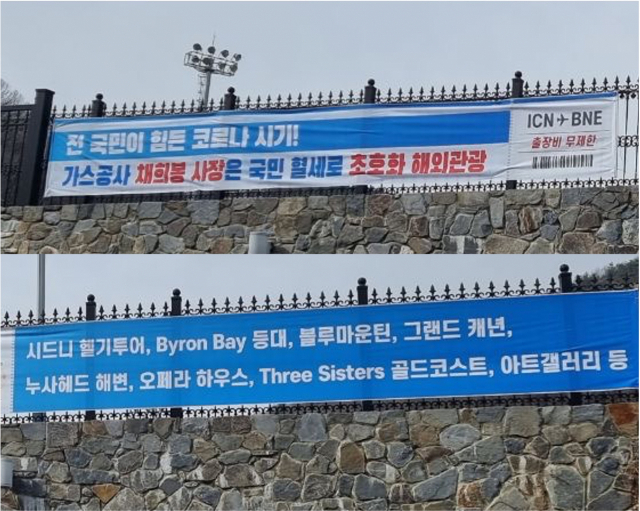 전 국민이 힘든 코로나 시기!
가스공사 채희봉 사장은 국민 혈세로 초호화 해외관광
ICN✈BNE
출장비 무제한
시드니 헬기투어, Byron Bay 등대, 블루마운틴, 그랜드 캐년,
누사헤드 해변, 오페라 하우스, Three Sisters 골드코스트, 아트갤러리 등